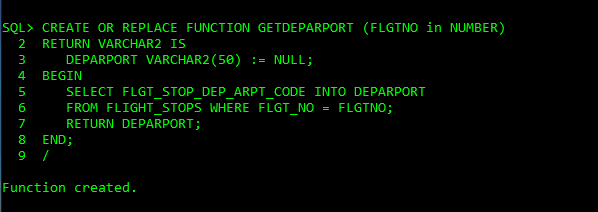 SQL> CREATE OR REPLACE FUNCTION GETDEPARPORT (FLGTNO in NUMBER)
  2  RETURN VARCHAR2 IS
  3     DEPARPORT VARCHAR2(50) := NULL;
  4  BEGIN
  5     SELECT FLGT_STOP_DEP_ARPT_CODE INTO DEPARPORT
  6     FROM FLIGHT_STOPS WHERE FLGT_NO = FLGTNO;
  7     RETURN DEPARPORT;
  8  END;
  9  /
Function created.